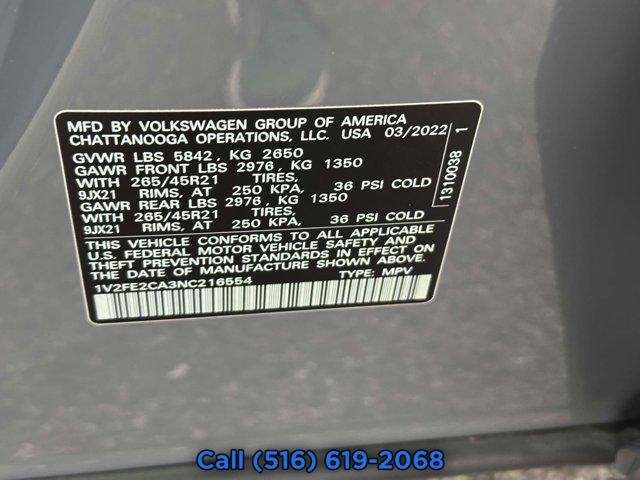 MFD BY VOLKSWAGEN GROUP OF AMERICA
CHATTANOOGA OPERATIONS, LLC. USA 03/2022
GVWR LBS 5842 , KG 2650
GAWR FRONT LBS 2976 , KG 1350
WITH 265/45R21 TIRES,
9JX21 RIMS, AT 250 KPA, 36 PSI COLD
GAWR REAR LBS 2976 , KG 1350
WITH 265/45R21 TIRES,
9JX21 RIMS, AT 250 KPA, 36 PSI COLD
THIS VEHICLE CONFORMS TO ALL APPLICABLE
U.S. FEDERAL MOTOR VEHICLE SAFETY AND
THEFT PREVENTION STANDARDS IN EFFECT ON
THE DATE OF MANUFACTURE SHOWN ABOVE.
1V2FE2CA3NC216554 TYPE: MPV
1310038 1
Call (516) 619-2068